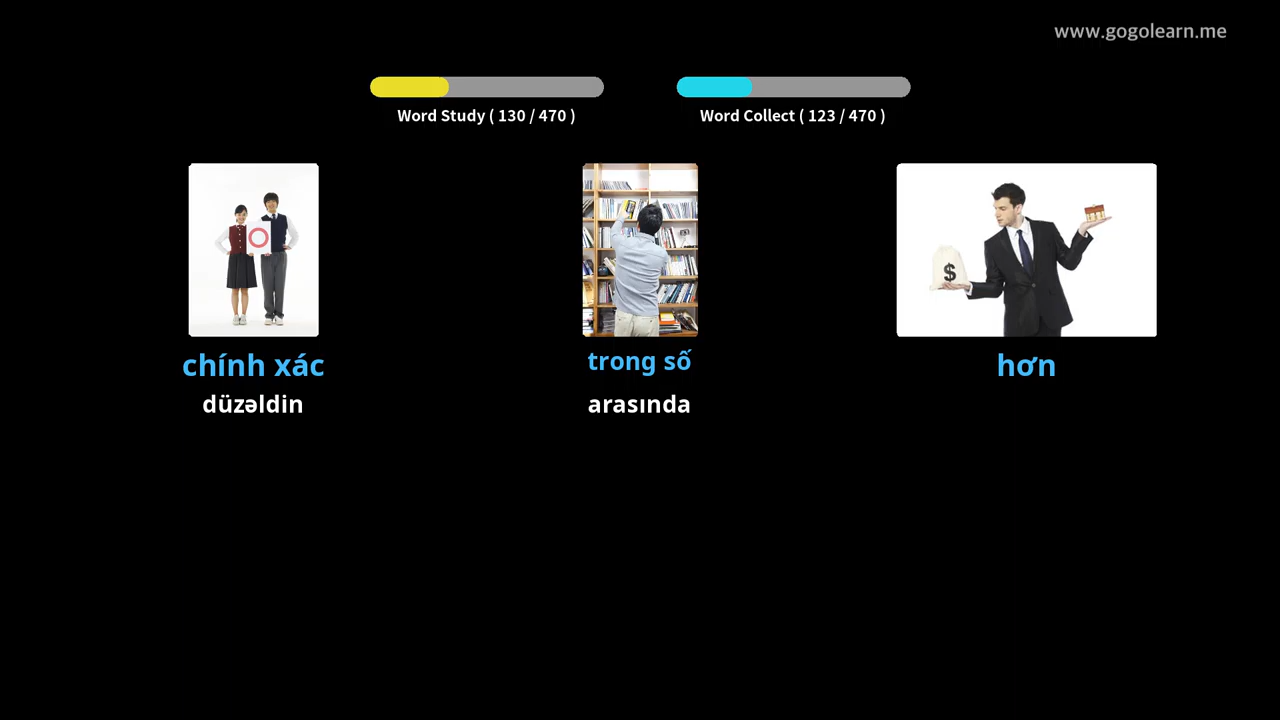 www.gogolearn.me
Word Study ( 130 / 470 )
Word Collect ( 123 / 470 )
$
chính xác
trong số
hơn
düzəldin
arasında